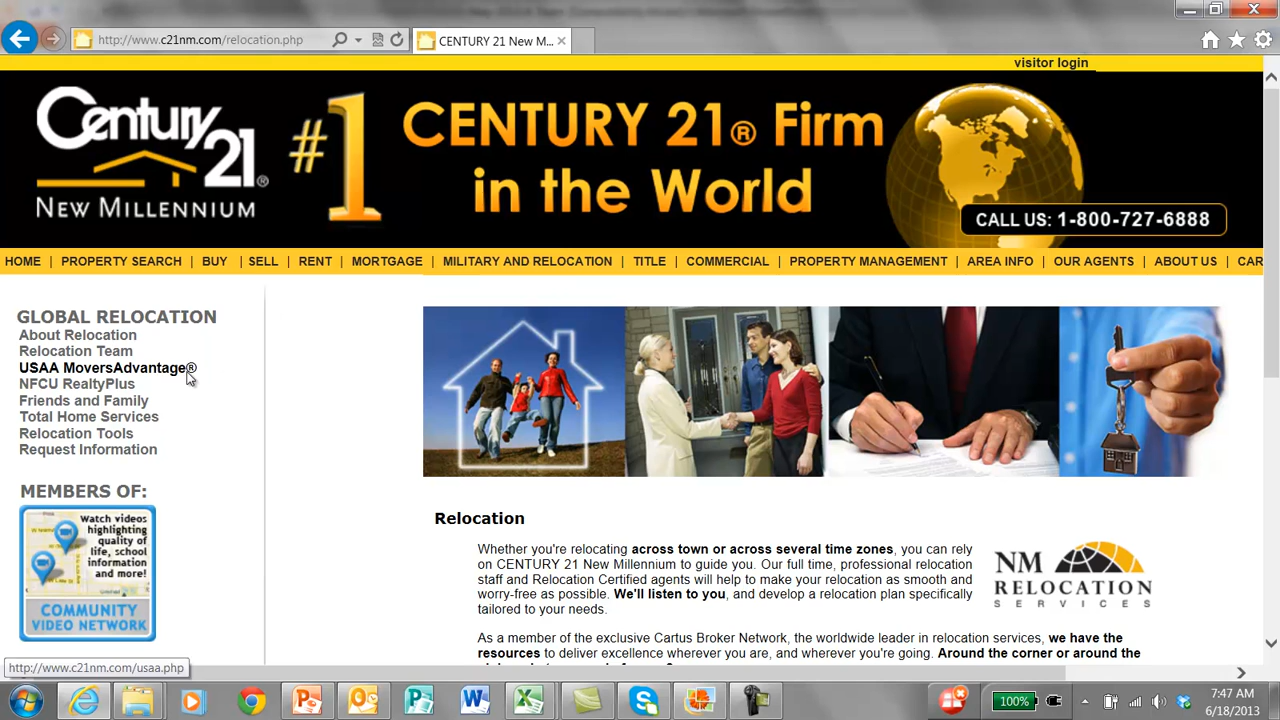 http://www.c21nm.com/relocation.php
CENTURY 21 New M...
visitor login
Century 21®
NEW MILLENNIUM
#1
CENTURY 21® Firm
in the World
CALL US: 1-800-727-6888
HOME | PROPERTY SEARCH | BUY | SELL | RENT | MORTGAGE | MILITARY AND RELOCATION | TITLE | COMMERCIAL | PROPERTY MANAGEMENT | AREA INFO | OUR AGENTS | ABOUT US | CAR
GLOBAL RELOCATION
About Relocation
Relocation Team
USAA MoversAdvantage®
NFCU RealtyPlus
Friends and Family
Total Home Services
Relocation Tools
Request Information
MEMBERS OF:
Watch videos
highlighting
quality of
life, school
information
and more!
COMMUNITY
VIDEO NETWORK
Relocation
Whether you're relocating across town or across several time zones, you can rely
on CENTURY 21 New Millennium to guide you. Our full time, professional relocation
staff and Relocation Certified agents will help to make your relocation as smooth and
worry-free as possible. We'll listen to you, and develop a relocation plan specifically
tailored to your needs.
NM
RELOCATION
SERVICES
As a member of the exclusive Cartus Broker Network, the worldwide leader in relocation services, we have the
resources to deliver excellence wherever you are, and wherever you're going. Around the corner or around the
http://www.c21nm.com/usaa.php
100%
7:47 AM
6/18/2013